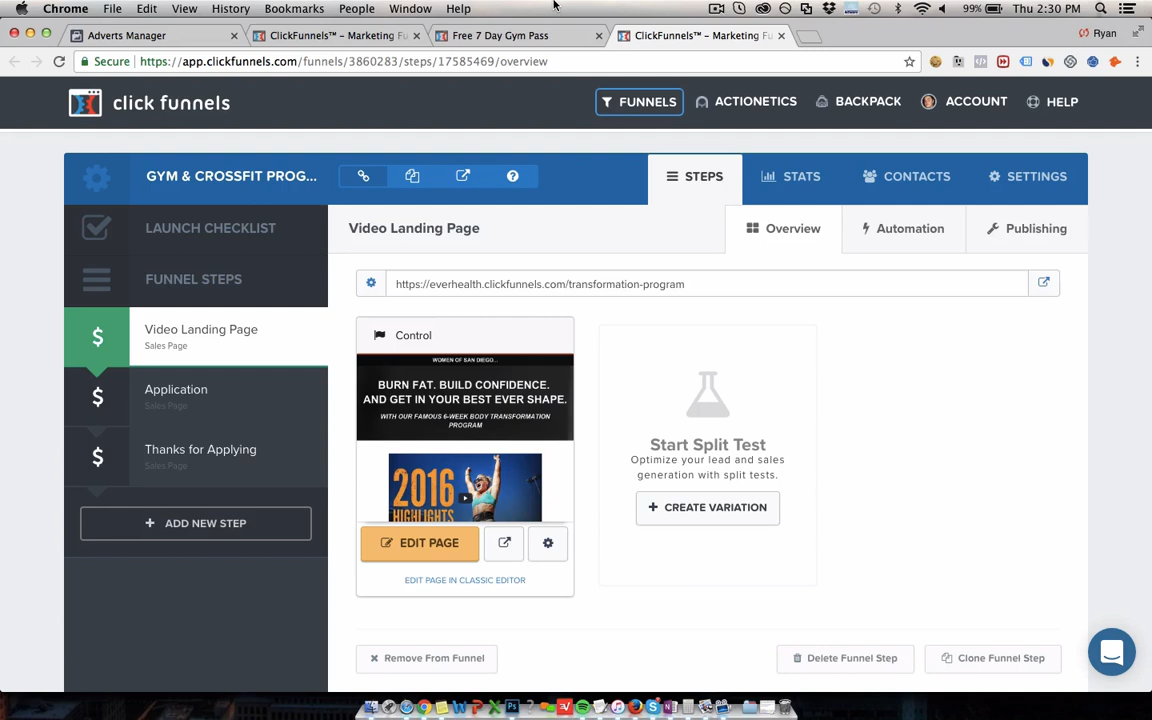 Chrome File Edit View History Bookmarks People Window Help 99% Thu 2:30 PM
Adverts Manager ClickFunnels™ – Marketing Fu Free 7 Day Gym Pass ClickFunnels™ – Marketing Fu Ryan
Secure https://app.clickfunnels.com/funnels/3860283/steps/17585469/overview
click funnels FUNNELS ACTIONETICS BACKPACK ACCOUNT HELP
GYM & CROSSFIT PROG... STEPS STATS CONTACTS SETTINGS
LAUNCH CHECKLIST
Video Landing Page Overview Automation Publishing
FUNNEL STEPS
https://everhealth.clickfunnels.com/transformation-program
Video Landing Page
Sales Page
Application
Sales Page
Thanks for Applying
Sales Page
+ ADD NEW STEP
Control
WOMEN OF SAN DIEGO...
BURN FAT. BUILD CONFIDENCE.
AND GET IN YOUR BEST EVER SHAPE.
WITH OUR FAMOUS 6-WEEK BODY TRANSFORMATION
PROGRAM
2016
HIGHLIGHTS
EDIT PAGE
EDIT PAGE IN CLASSIC EDITOR
Start Split Test
Optimize your lead and sales
generation with split tests.
+ CREATE VARIATION
Remove From Funnel Delete Funnel Step Clone Funnel Step